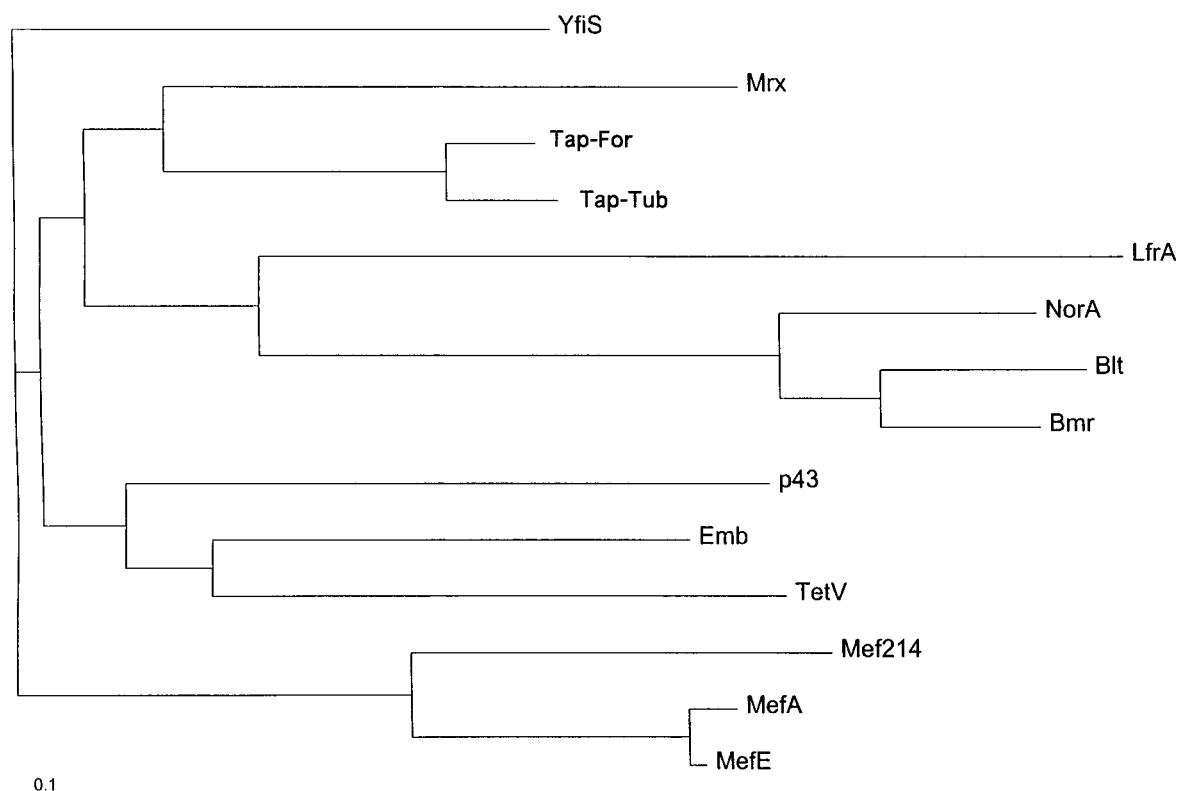 YfiS
Mrx
Tap-For
Tap-Tub
LfrA
NorA
Blt
Bmr
p43
Emb
TetV
Mef214
MefA
MefE
0.1